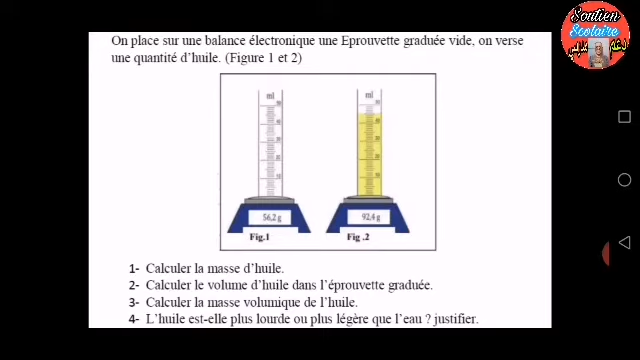 Soutien
Scolaire
On place sur une balance électronique une Eprouvette graduée vide, on verse
une quantité d’huile. (Figure 1 et 2)
ml
ml
56,2 g
92,4 g
Fig.1
Fig .2
1- Calculer la masse d’huile.
2- Calculer le volume d’huile dans l’éprouvette graduée.
3- Calculer la masse volumique de l’huile.
4- L’huile est-elle plus lourde ou plus légère que l’eau ? justifier.